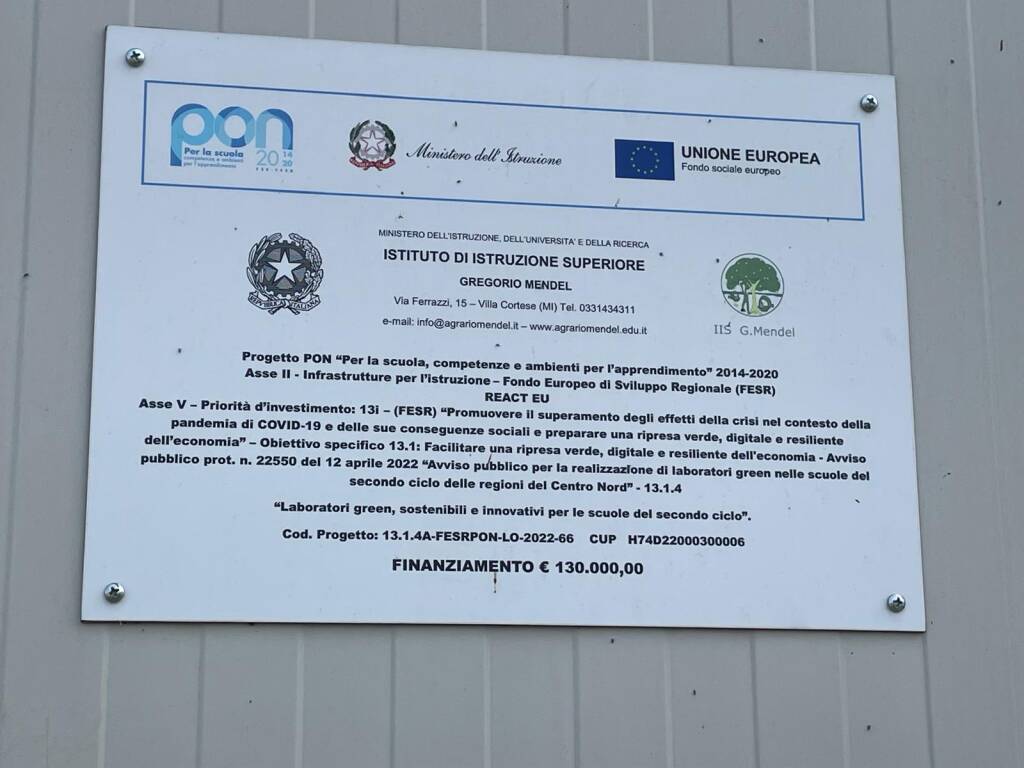 pon
Per la scuola
competenze e ambienti
per l'apprendimento
2014
20
Ministero dell'Istruzione
UNIONE EUROPEA
Fondo sociale europeo
MINISTERO DELL'ISTRUZIONE, DELL'UNIVERSITA' E DELLA RICERCA
ISTITUTO DI ISTRUZIONE SUPERIORE
GREGORIO MENDEL
Via Ferrazzi, 15 – Villa Cortese (MI) Tel. 0331434311
e-mail: info@agrariomendel.it – www.agrariomendel.edu.it
REPVBBLICA ITALIANA
IIS G.Mendel
Progetto PON "Per la scuola, competenze e ambienti per l'apprendimento" 2014-2020
Asse II - Infrastrutture per l'istruzione – Fondo Europeo di Sviluppo Regionale (FESR)
REACT EU
Asse V – Priorità d'investimento: 13i – (FESR) "Promuovere il superamento degli effetti della crisi nel contesto della
pandemia di COVID-19 e delle sue conseguenze sociali e preparare una ripresa verde, digitale e resiliente
dell'economia" – Obiettivo specifico 13.1: Facilitare una ripresa verde, digitale e resiliente dell'economia - Avviso
pubblico prot. n. 22550 del 12 aprile 2022 "Avviso pubblico per la realizzazione di laboratori green nelle scuole del
secondo ciclo delle regioni del Centro Nord" - 13.1.4
"Laboratori green, sostenibili e innovativi per le scuole del secondo ciclo".
Cod. Progetto: 13.1.4A-FESRPON-LO-2022-66 CUP H74D22000300006
FINANZIAMENTO € 130.000,00